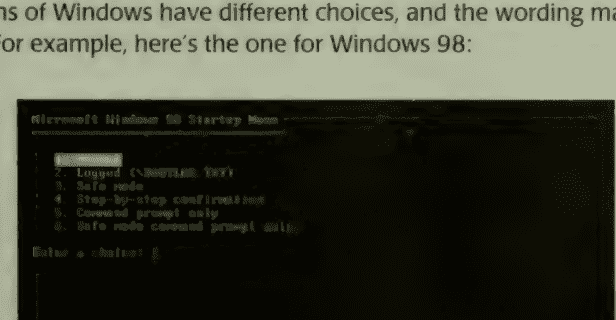 ns of Windows have different choices, and the wording ma
For example, here's the one for Windows 98:
Microsoft Windows 98 Startup Menu
2. Logged (\BOOTLOG.TXT)
3. Safe mode
4. Step-by-step confirmation
5. Command prompt only
6. Safe mode command prompt only
Enter a choice: